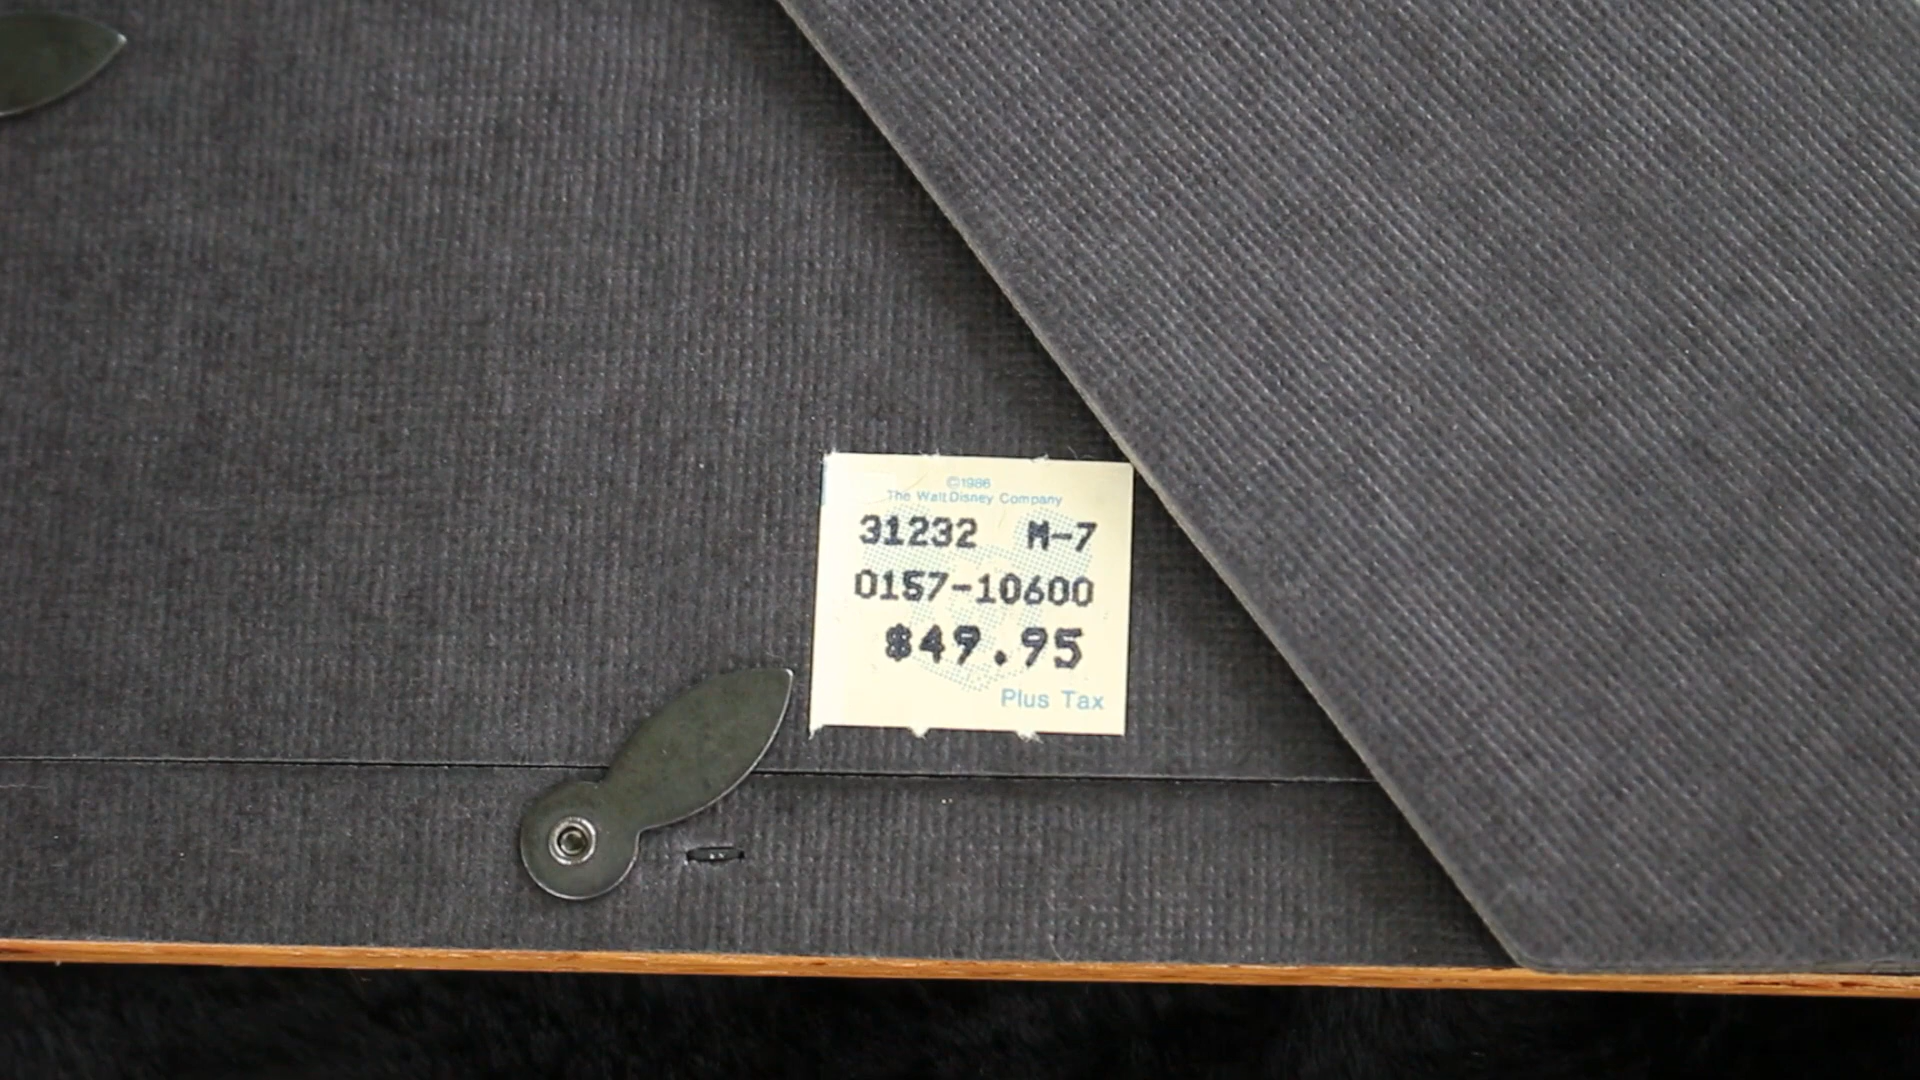 ©1986
The Walt Disney Company
31232 M-7
0157-10600
$49.95
Plus Tax